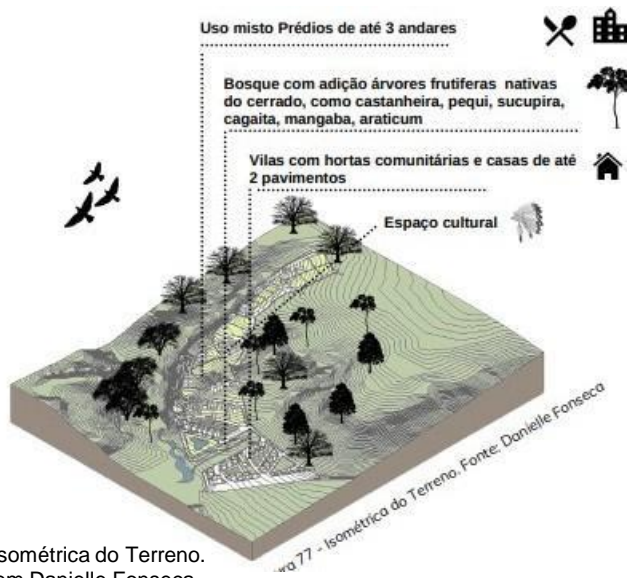 Uso misto Prédios de até 3 andares
Bosque com adição árvores frutiferas nativas
do cerrado, como castanheira, pequi, sucupira,
cagaita, mangaba, araticum
Vilas com hortas comunitárias e casas de até
2 pavimentos
Espaço cultural
77 - Isométrica do Terreno. Fonte: Danielle Fonseca
sométrica do Terreno.
Danielle Fonseca